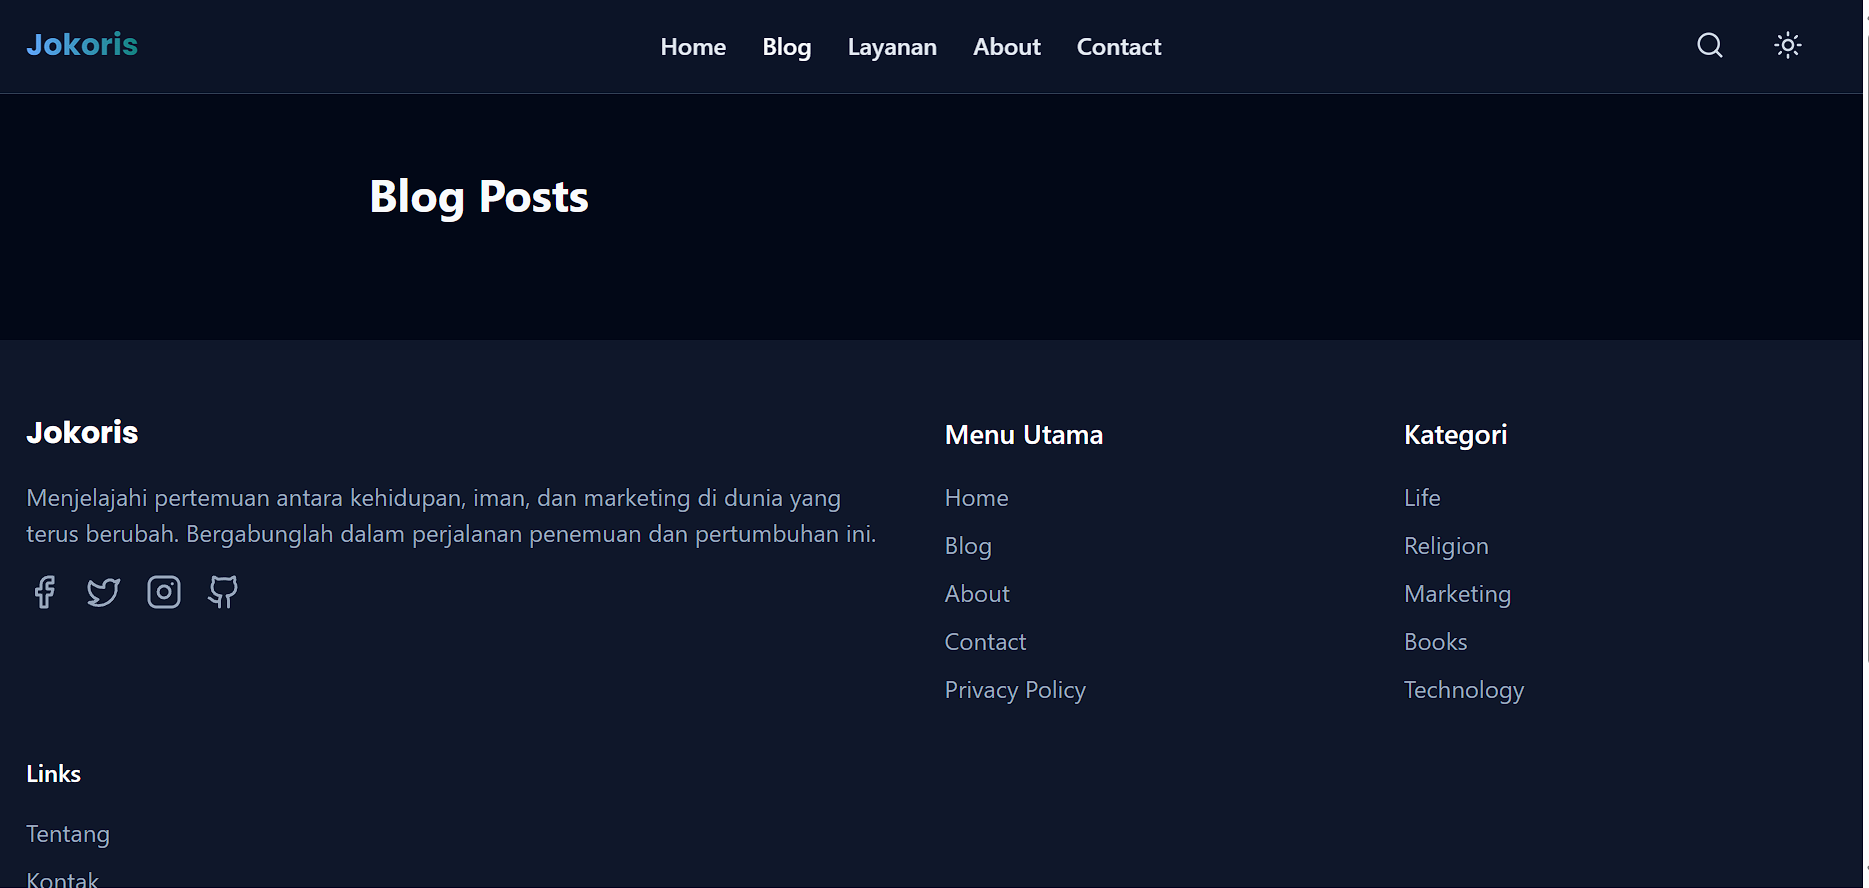 Jokoris
Home Blog Layanan About Contact
Blog Posts
Jokoris
Menjelajahi pertemuan antara kehidupan, iman, dan marketing di dunia yang
terus berubah. Bergabunglah dalam perjalanan penemuan dan pertumbuhan ini.
Menu Utama
Home
Blog
About
Contact
Privacy Policy
Kategori
Life
Religion
Marketing
Books
Technology
Links
Tentang
Kontak